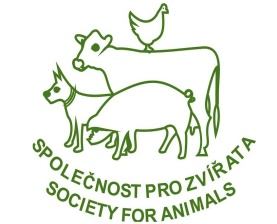 SPOLEČNOST PRO ZVÍŘATA
SOCIETY FOR ANIMALS